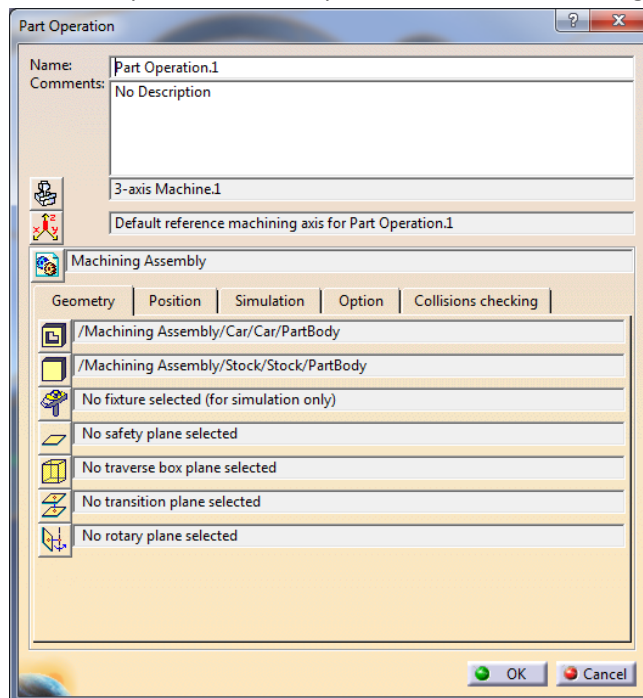 Part Operation
Name: Part Operation.1
Comments: No Description
3-axis Machine.1
Default reference machining axis for Part Operation.1
Machining Assembly
Geometry Position Simulation Option Collisions checking
/Machining Assembly/Car/Car/PartBody
/Machining Assembly/Stock/Stock/PartBody
No fixture selected (for simulation only)
No safety plane selected
No traverse box plane selected
No transition plane selected
No rotary plane selected
OK Cancel